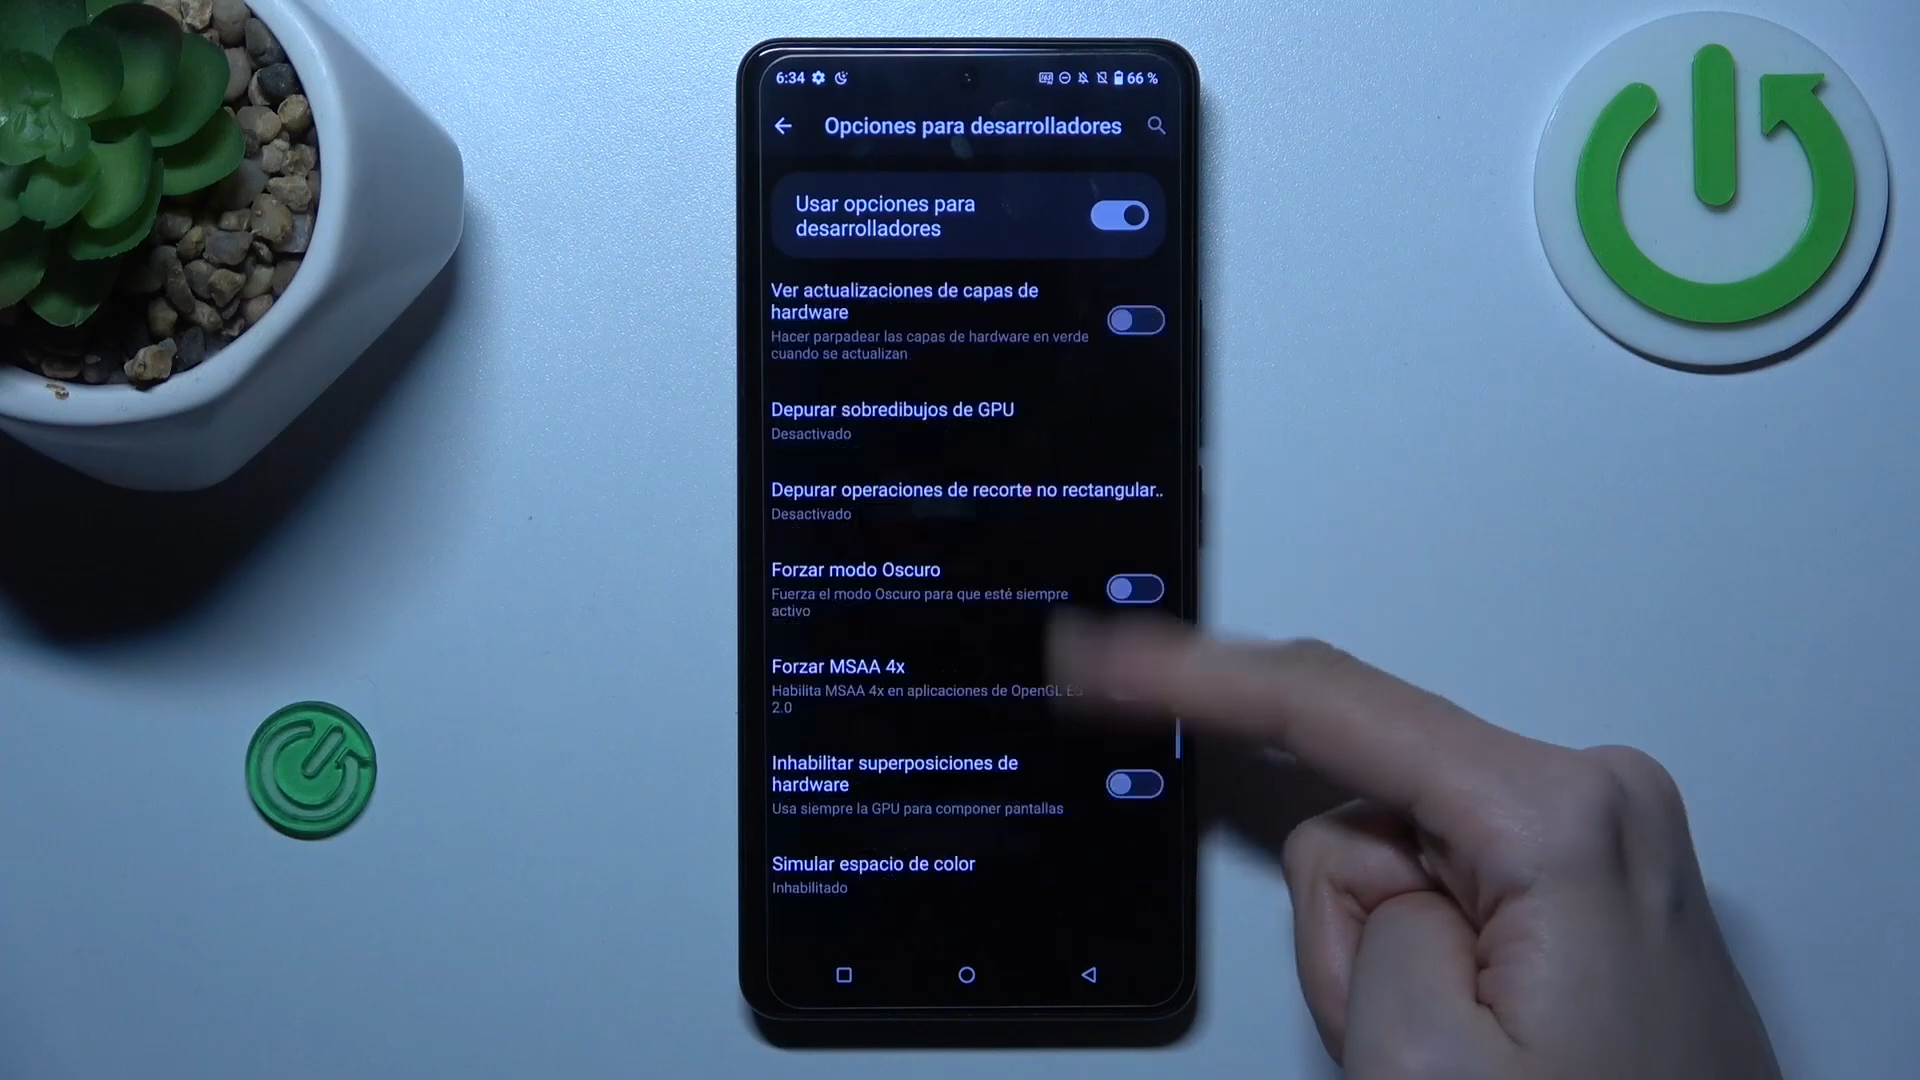 6:34
66 %
Opciones para desarrolladores
Usar opciones para
desarrolladores
Ver actualizaciones de capas de
hardware
Hacer parpadear las capas de hardware en verde
cuando se actualizan
Depurar sobredibujos de GPU
Desactivado
Depurar operaciones de recorte no rectangular..
Desactivado
Forzar modo Oscuro
Fuerza el modo Oscuro para que esté siempre
activo
Forzar MSAA 4x
Habilita MSAA 4x en aplicaciones de OpenGL ES
2.0
Inhabilitar superposiciones de
hardware
Usa siempre la GPU para componer pantallas
Simular espacio de color
Inhabilitado